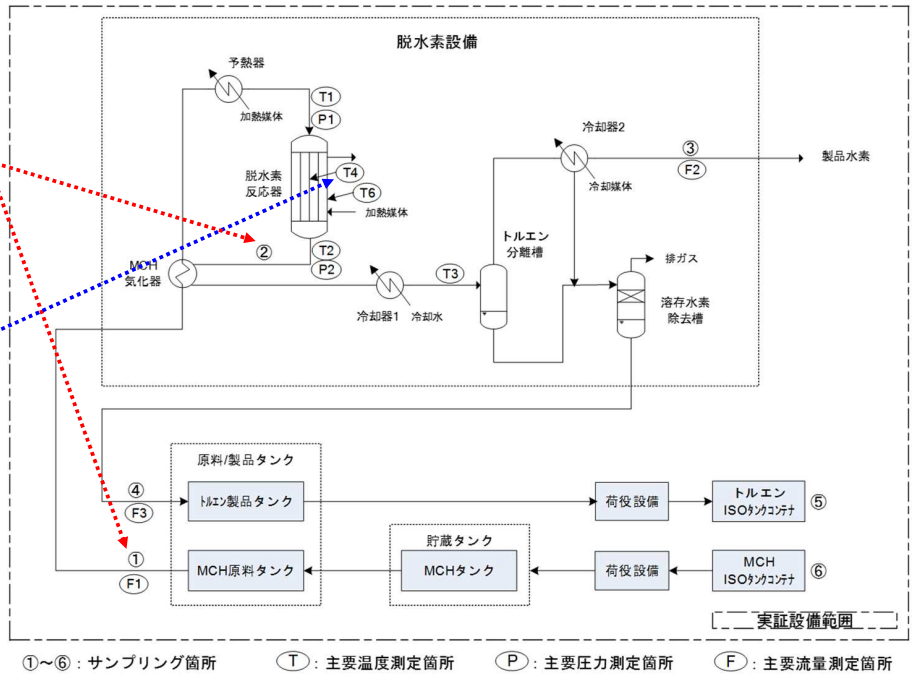 脱水素設備
予熱器
加熱媒体
T1
P1
脱水素
反応器
T4
T6
加熱媒体
②
T2
P2
MCH
気化器
冷却器1
冷却水
T3
トルエン
分離槽
冷却器2
冷却媒体
③
F2
製品水素
排ガス
溶存水素
除去槽
原料/製品タンク
④
F3
トルエン製品タンク
荷役設備
トルエン
ISOタンクコンテナ
⑤
貯蔵タンク
①
F1
MCH原料タンク
MCHタンク
荷役設備
MCH
ISOタンクコンテナ
⑥
実証設備範囲
①~⑥：サンプリング箇所
T：主要温度測定箇所
P：主要圧力測定箇所
F：主要流量測定箇所